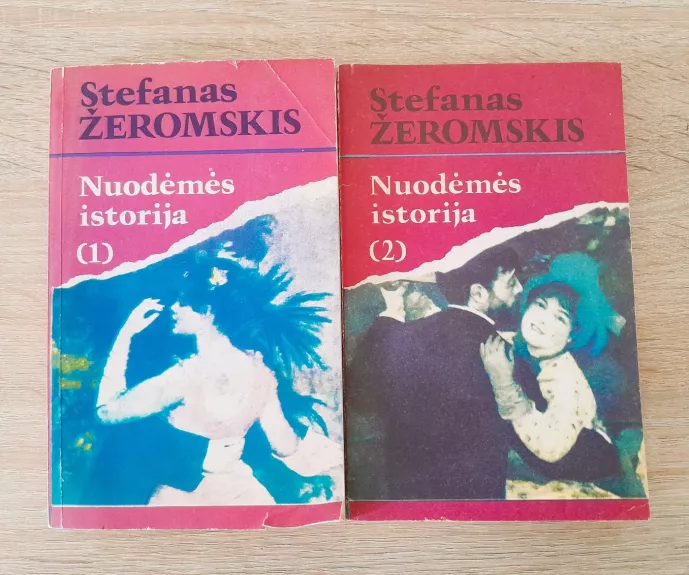 Stefanas
ŽEROMSKIS
Nuodėmės
istorija
(1)
Stefanas
ŽEROMSKIS
Nuodėmės
istorija
(2)